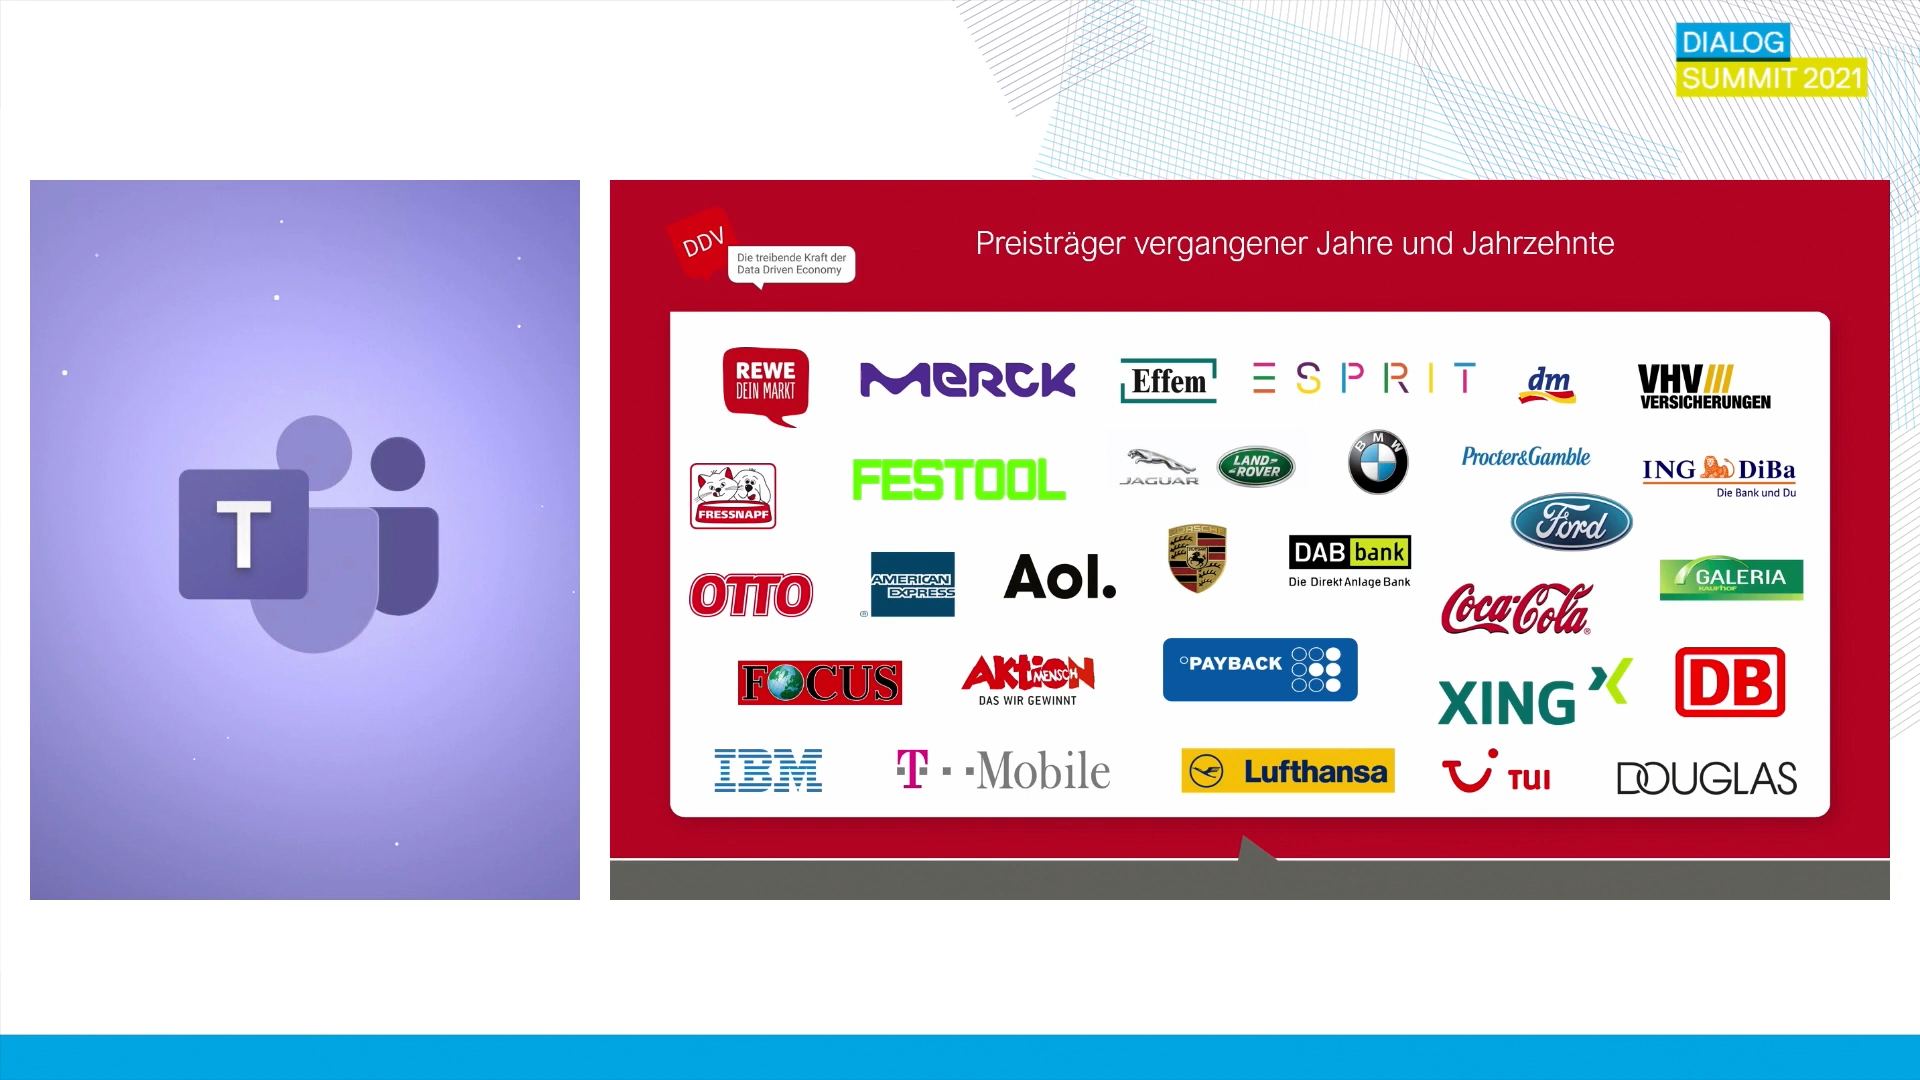 DIALOG
SUMMIT 2021
T
DDV
Die treibende Kraft der
Data Driven Economy
Preisträger vergangener Jahre und Jahrzehnte
REWE
DEIN MARKT
MERCK
Effem
ESPRIT
dm
VHV
VERSICHERUNGEN
FRESSNAPF
FESTOOL
JAGUAR
LAND-
ROVER
BMW
Procter&Gamble
ING DiBa
Die Bank und Du
Ford
OTTO
AMERICAN
EXPRESS
®
Aol.
PORSCHE
DAB bank
Die DirektAnlageBank
Coca-Cola
®
GALERIA
KAUFHOF
FOCUS
AKTION
MENSCH
DAS WIR GEWINNT
°PAYBACK
XING
DB
IBM
T··Mobile
Lufthansa
TUI
DOUGLAS